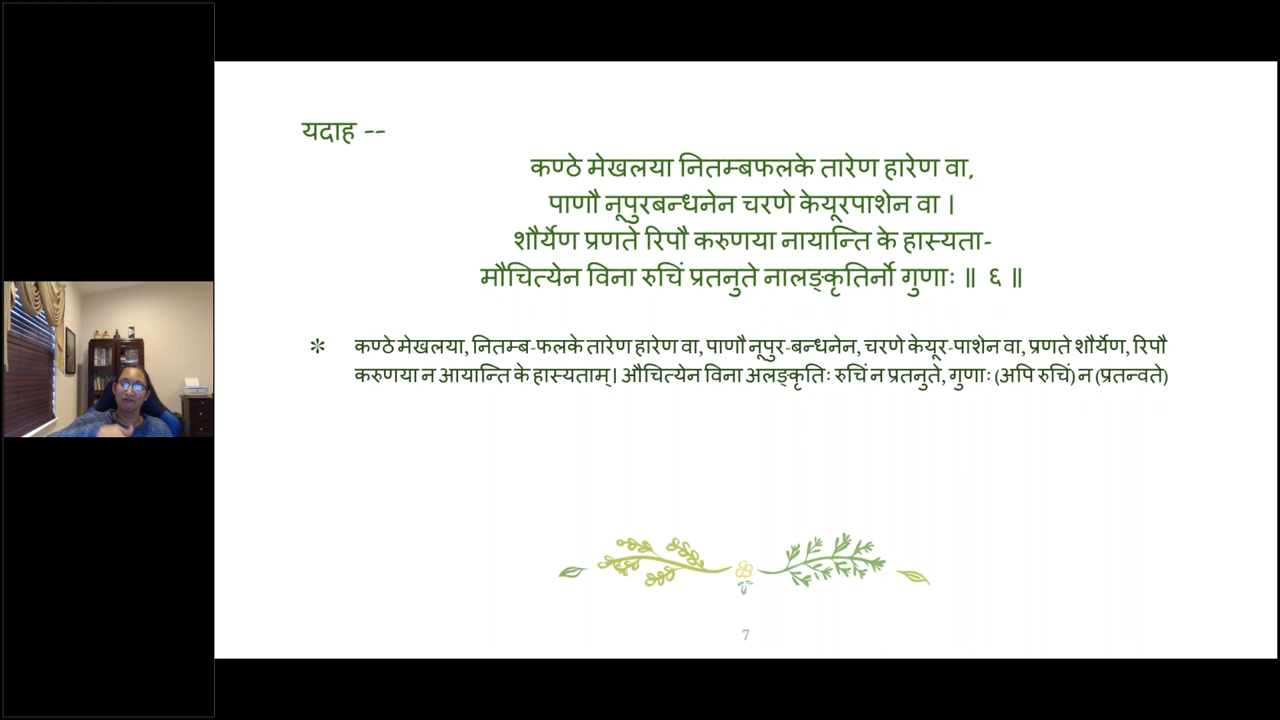 यदाह --
कण्ठे मेखलया नितम्बफलके तारेण हारेण वा,
पाणौ नूपुरबन्धनेन चरणे केयूरपाशेन वा ।
शौर्येण प्रणते रिपौ करुणया नायान्ति के हास्यता-
मौचित्येन विना रुचिं प्रतनुते नालङ्कृतिर्नो गुणाः ॥ ६ ॥
✻ कण्ठे मेखलया, नितम्ब-फलके तारेण हारेण वा, पाणौ नूपुर-बन्धनेन, चरणे केयूर-पाशेन वा, प्रणते शौर्येण, रिपौ
करुणया न आयान्ति के हास्यताम्। औचित्येन विना अलङ्कृतिः रुचिं न प्रतनुते, गुणाः (अपि रुचिं) न (प्रतन्वते)
7